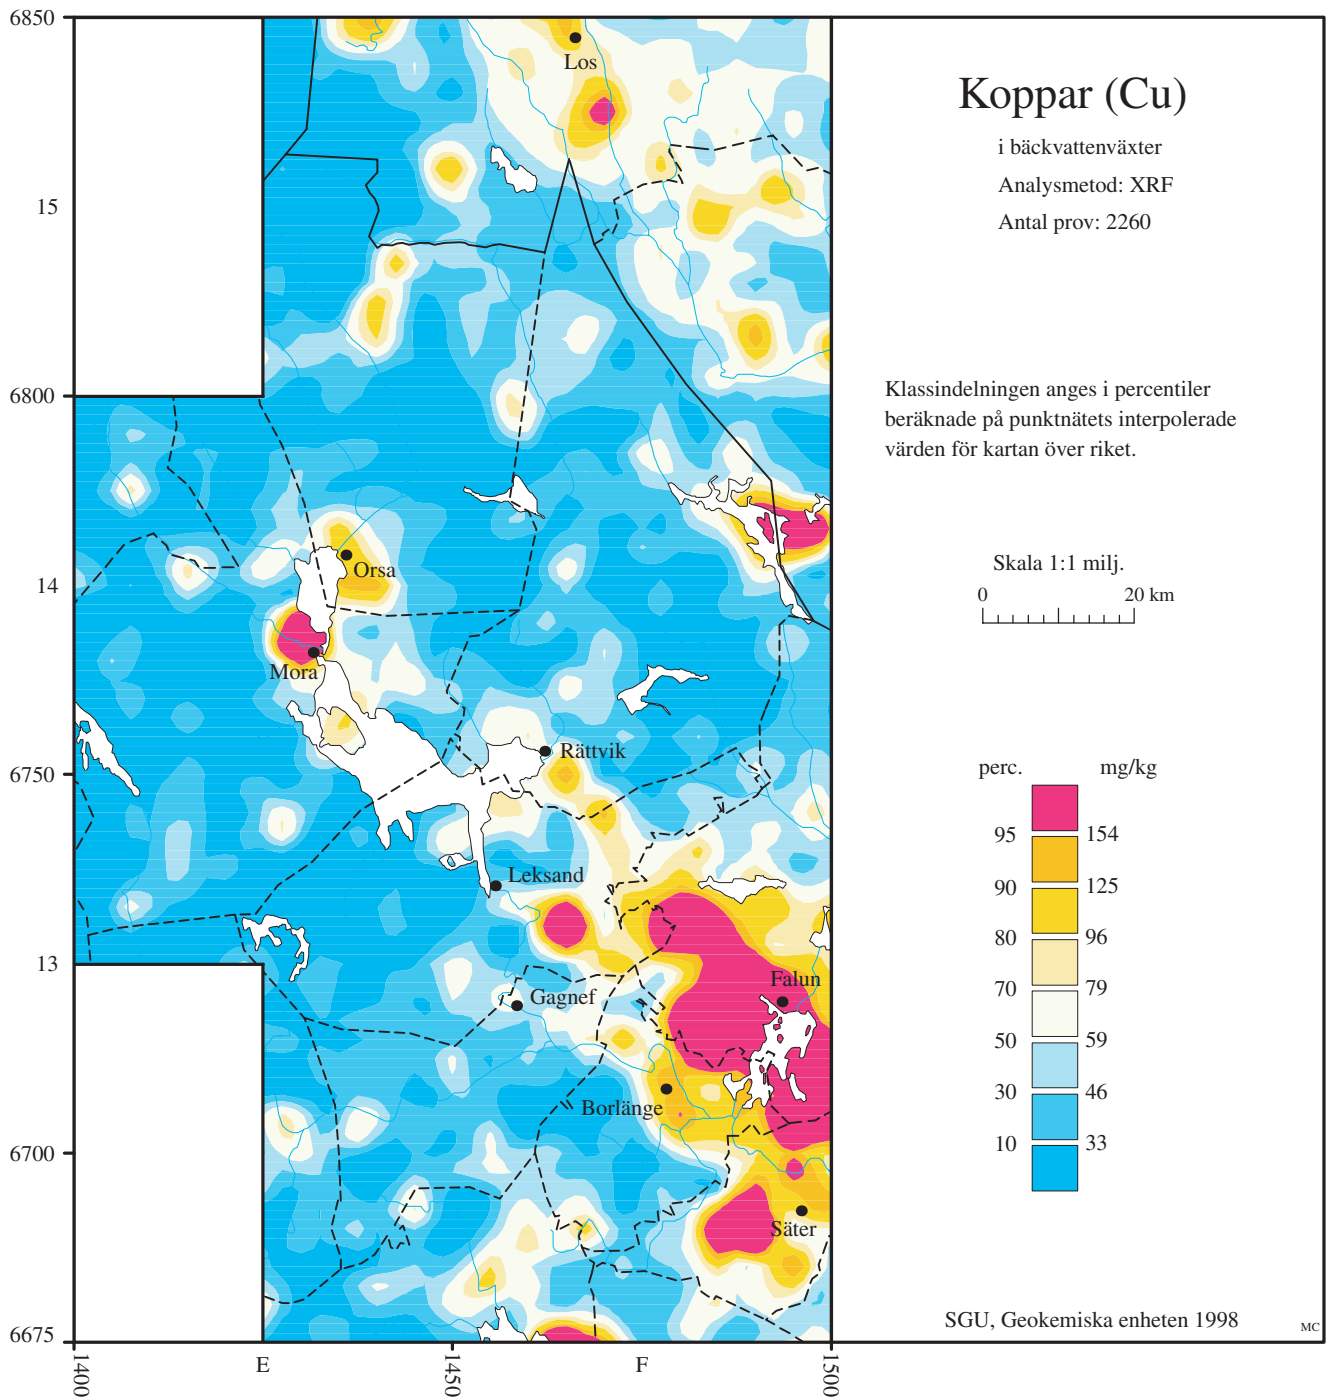 Koppar (Cu)
i bäckvattenväxter
Analysmetod: XRF
Antal prov: 2260
Klassindelningen anges i percentiler
beräknade på punktnätets interpolerade
värden för kartan över riket.
Skala 1:1 milj.
0 20 km
perc. mg/kg
95 154
90 125
80 96
70 79
50 59
30 46
10 33
SGU, Geokemiska enheten 1998
MC
6850
15
6800
14
6750
13
6700
6675
1400
E
1450
F
1500
Los
Orsa
Mora
Rättvik
Leksand
Falun
Gagnef
Borlänge
Säter